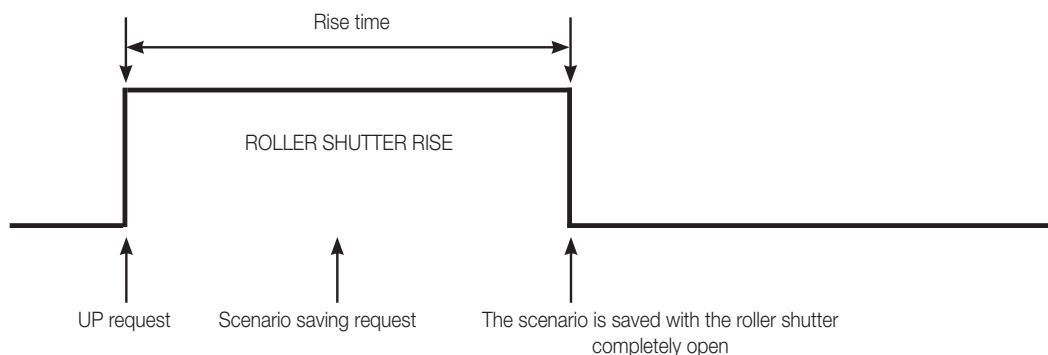 Rise time
ROLLER SHUTTER RISE
UP request
Scenario saving request
The scenario is saved with the roller shutter
completely open